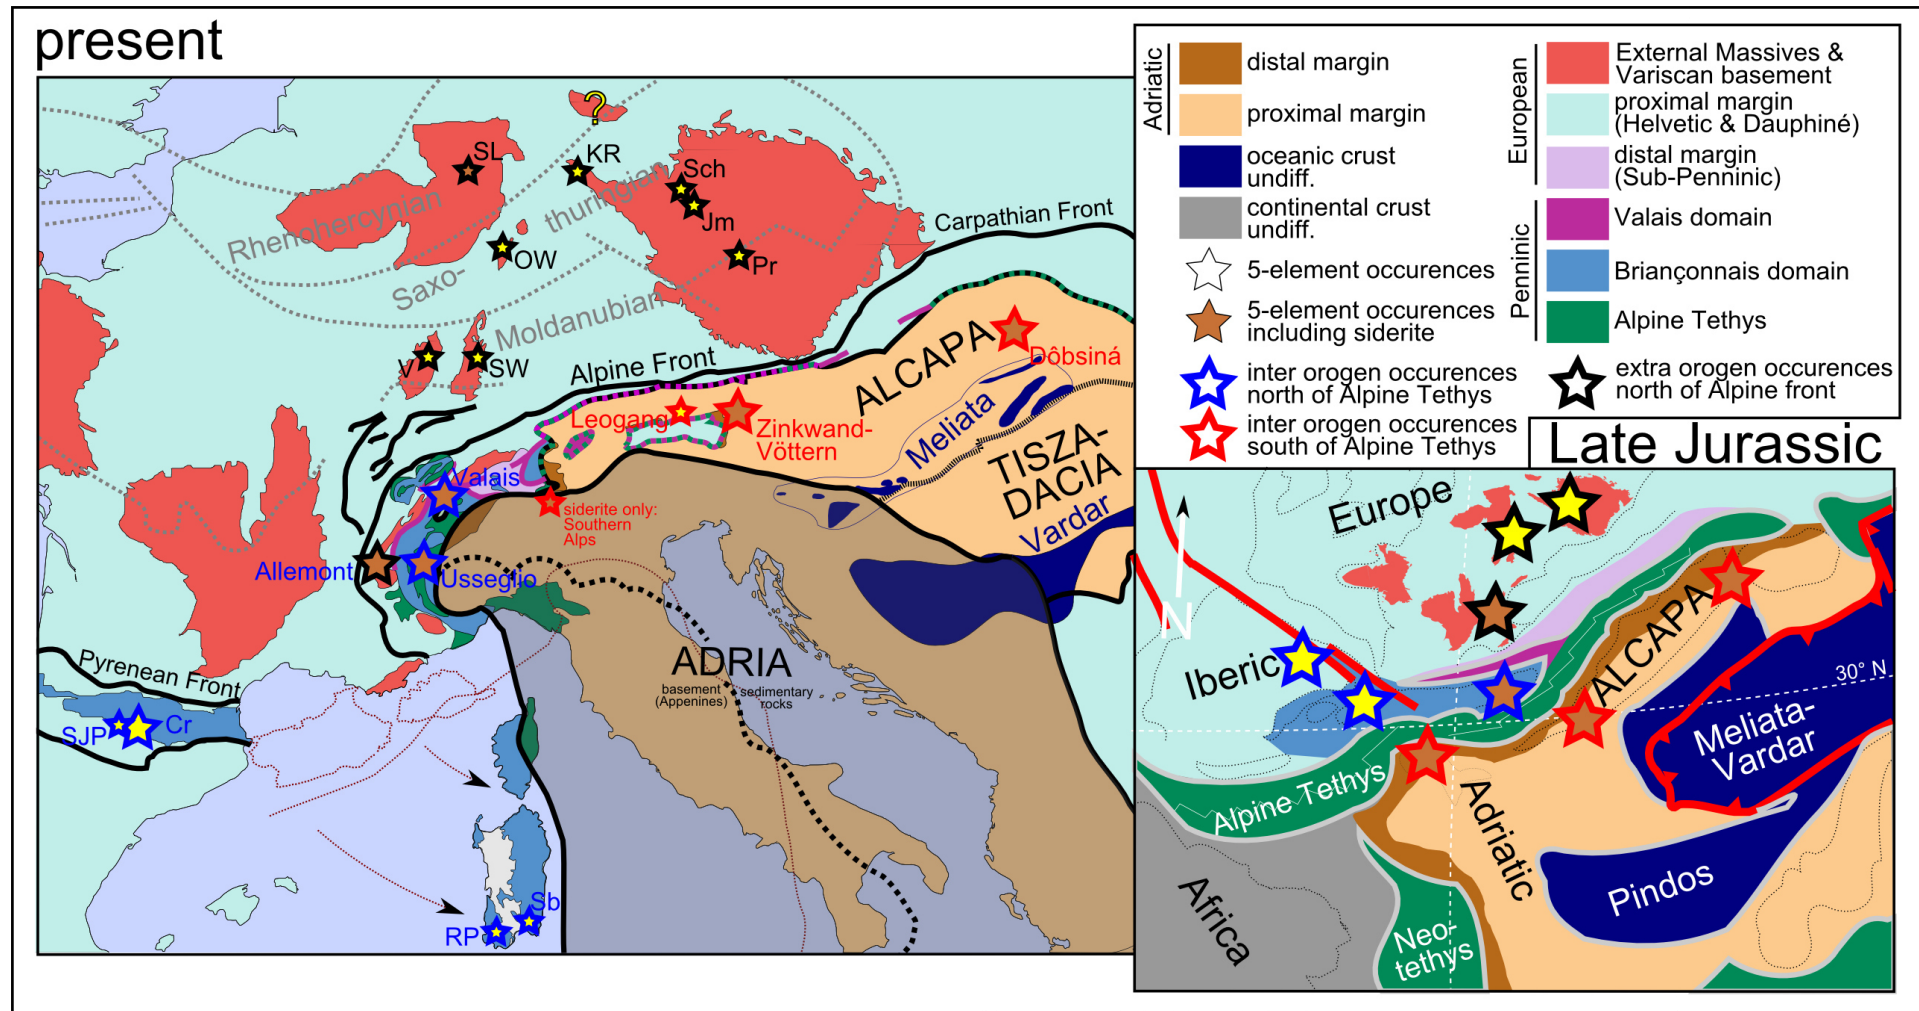 present
?
SL
KR
Sch
Jm
Rhenohercynian
thuringian
Saxo-
OW
Pr
Carpathian Front
Moldanubian
V
SW
Alpine Front
ALCAPA
Dôbsiná
Leogang
Zinkwand-
Vöttern
Meliata
TISZA-
DACIA
Vardar
Valais
siderite only:
Southern
Alps
Allemont
Usseglio
Pyrenean Front
ADRIA
basement
(Appenines)
sedimentary
rocks
SJP
Cr
Sb
RP
Adriatic
distal margin
proximal margin
oceanic crust
undiff.
continental crust
undiff.
5-element occurences
5-element occurences
including siderite
inter orogen occurences
north of Alpine Tethys
inter orogen occurences
south of Alpine Tethys
European
External Massives &
Variscan basement
proximal margin
(Helvetic & Dauphiné)
distal margin
(Sub-Penninic)
Penninic
Valais domain
Briançonnais domain
Alpine Tethys
extra orogen occurences
north of Alpine front
Late Jurassic
Europe
N
Iberic
ALCAPA
30° N
Meliata-
Vardar
Alpine Tethys
Adriatic
Africa
Pindos
Neo-
tethys